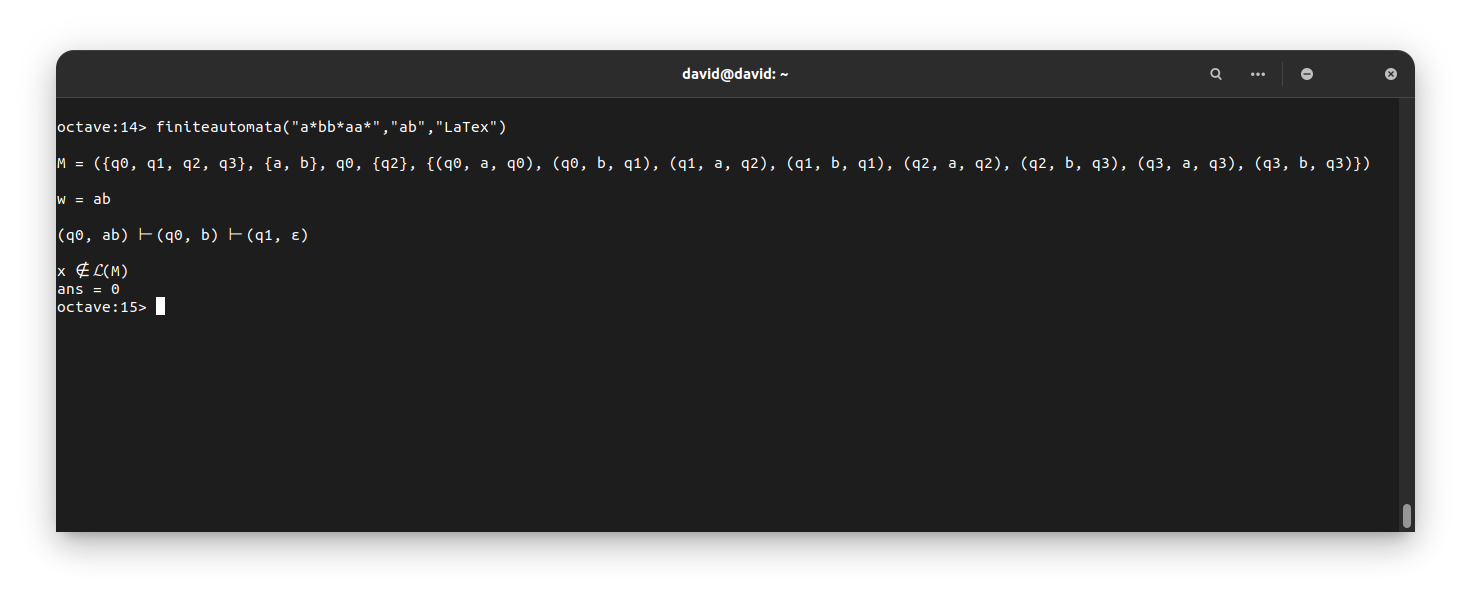 david@david: ~
octave:14> finiteautomata("a*bb*aa*","ab","LaTex")
M = ({q0, q1, q2, q3}, {a, b}, q0, {q2}, {(q0, a, q0), (q0, b, q1), (q1, a, q2), (q1, b, q1), (q2, a, q2), (q2, b, q3), (q3, a, q3), (q3, b, q3)})
w = ab
(q0, ab) ⊢(q0, b) ⊢(q1, ε)
x ∉ℒ(M)
ans = 0
octave:15>